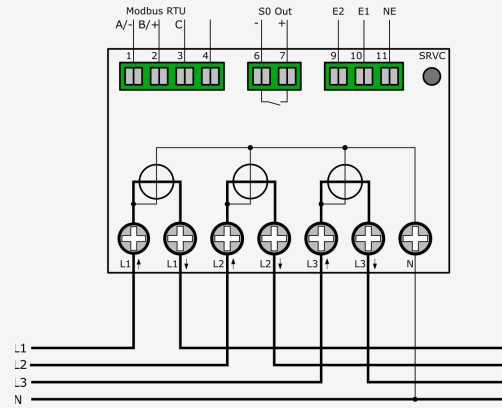 Modbus RTU S0 Out E2 E1 NE
A/- B/+ C - +
1 2 3 4 6 7 9 10 11 SRVC
L1 L1 L2 L2 L3 L3 N
L1
L2
L3
N